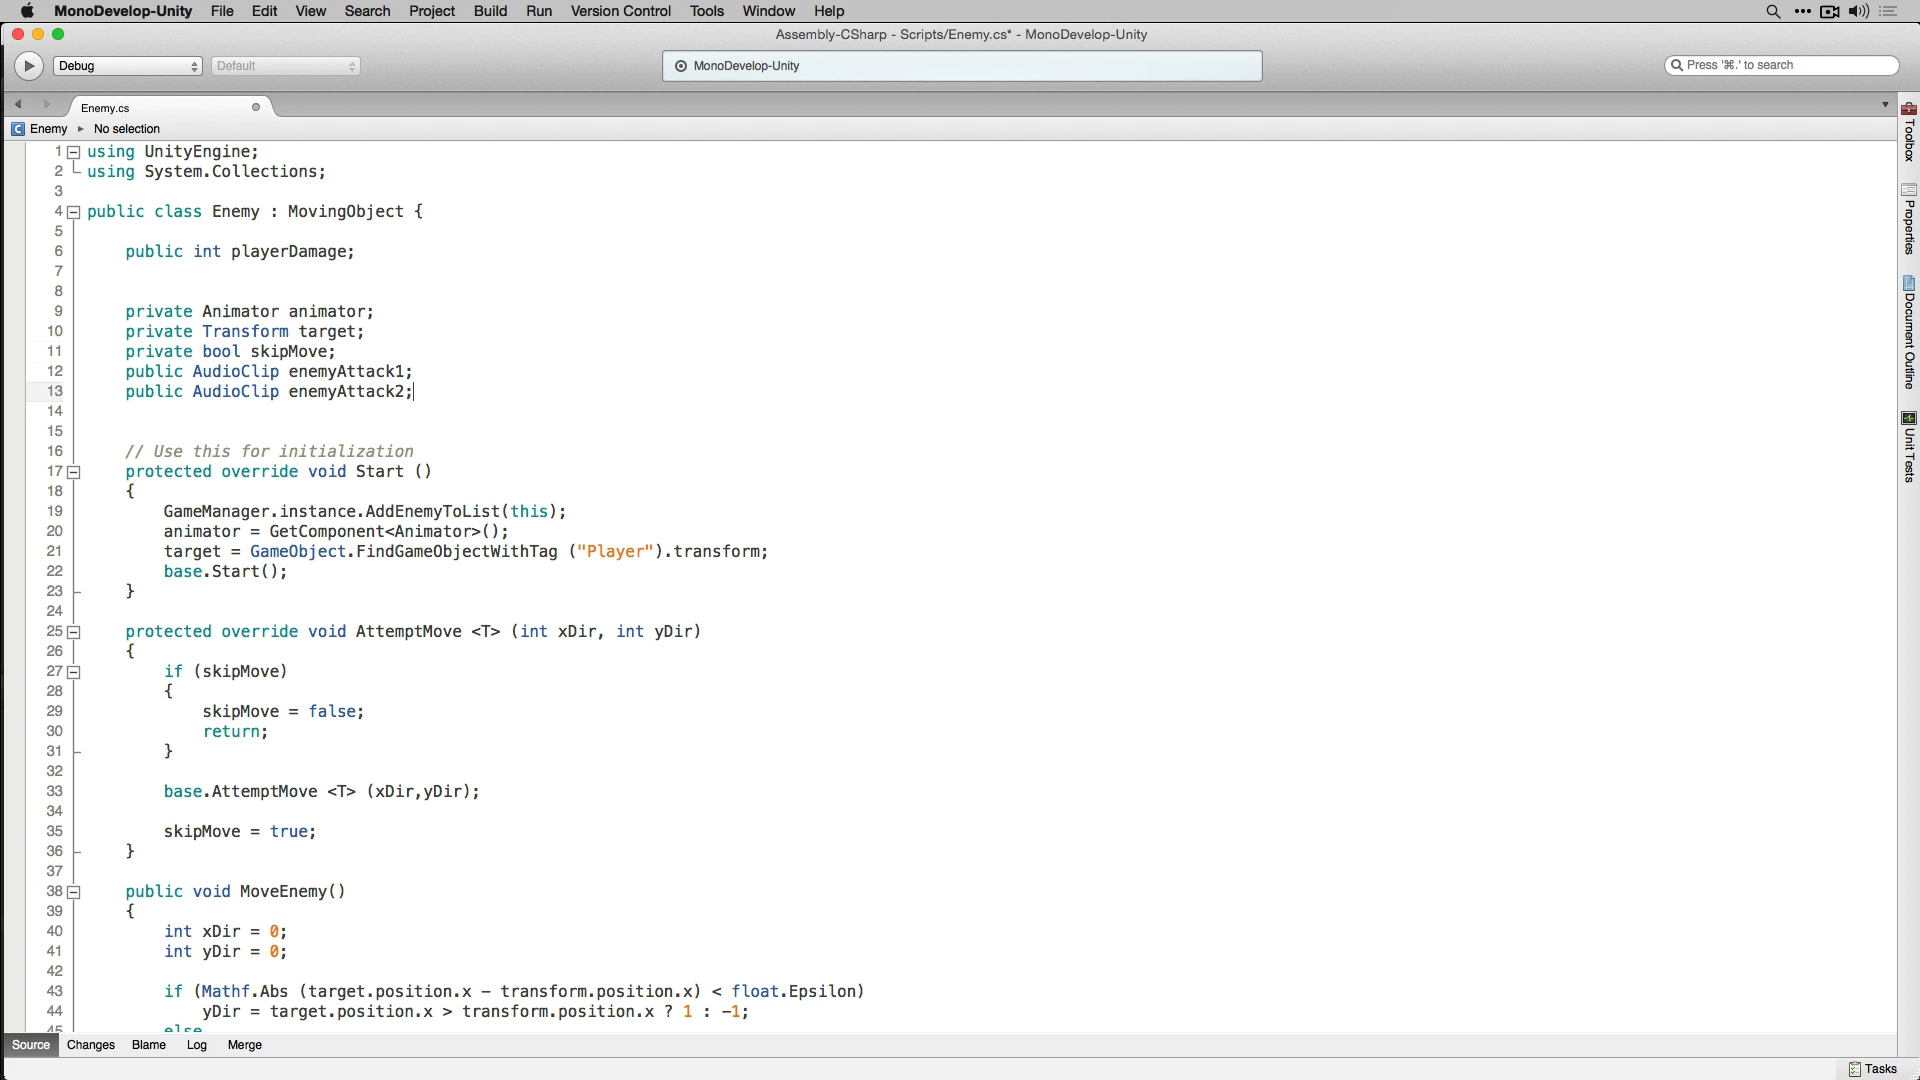 MonoDevelop-Unity File Edit View Search Project Build Run Version Control Tools Window Help
Assembly-CSharp - Scripts/Enemy.cs* - MonoDevelop-Unity
Debug Default MonoDevelop-Unity Press '⌘.' to search
Enemy.cs
C Enemy No selection
1 using UnityEngine;
2 using System.Collections;
3
4 public class Enemy : MovingObject {
5
6 public int playerDamage;
7
8
9 private Animator animator;
10 private Transform target;
11 private bool skipMove;
12 public AudioClip enemyAttack1;
13 public AudioClip enemyAttack2;
14
15
16 // Use this for initialization
17 protected override void Start ()
18 {
19 GameManager.instance.AddEnemyToList(this);
20 animator = GetComponent<Animator>();
21 target = GameObject.FindGameObjectWithTag ("Player").transform;
22 base.Start();
23 }
24
25 protected override void AttemptMove <T> (int xDir, int yDir)
26 {
27 if (skipMove)
28 {
29 skipMove = false;
30 return;
31 }
32
33 base.AttemptMove <T> (xDir,yDir);
34
35 skipMove = true;
36 }
37
38 public void MoveEnemy()
39 {
40 int xDir = 0;
41 int yDir = 0;
42
43 if (Mathf.Abs (target.position.x - transform.position.x) < float.Epsilon)
44 yDir = target.position.x > transform.position.x ? 1 : -1;
45 else
Toolbox
Properties
Document Outline
Unit Tests
Source Changes Blame Log Merge
Tasks